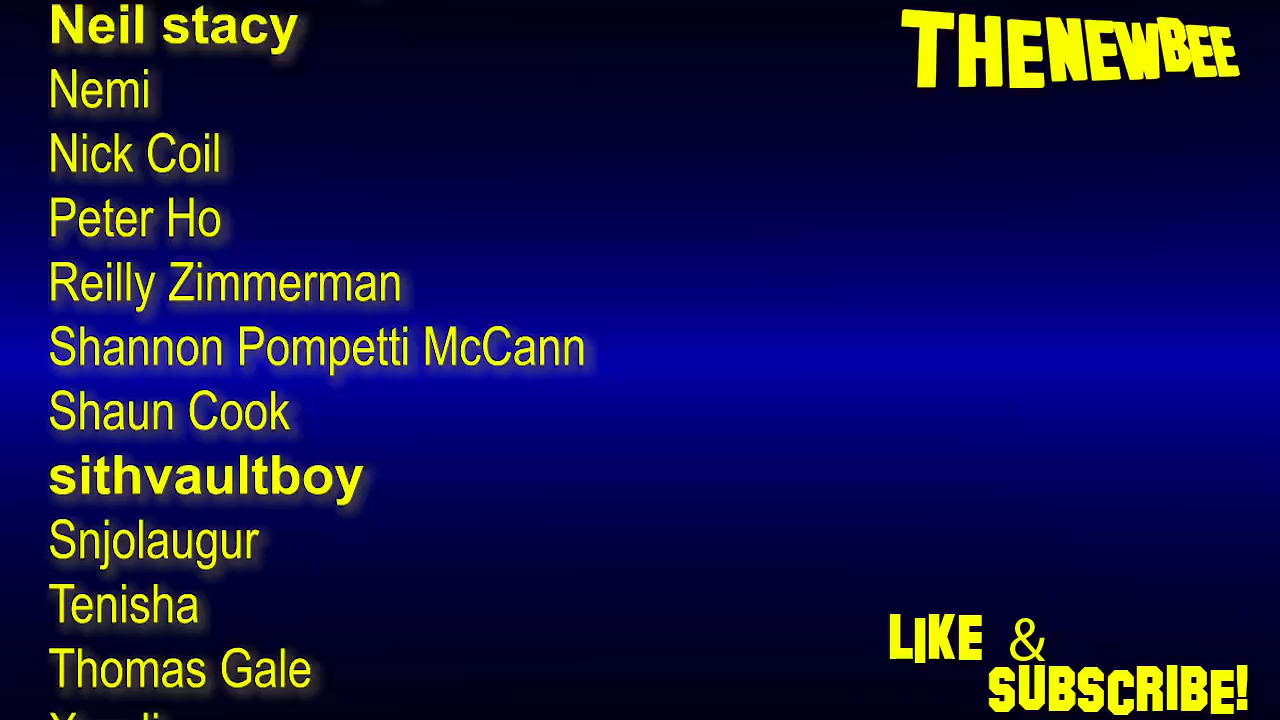 Neil stacy
Nemi
Nick Coil
Peter Ho
Reilly Zimmerman
Shannon Pompetti McCann
Shaun Cook
sithvaultboy
Snjolaugur
Tenisha
Thomas Gale
THENEWBEE
LIKE &
SUBSCRIBE!